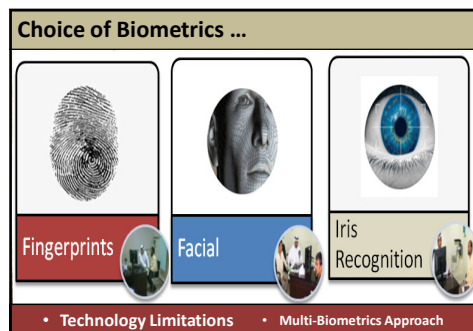 Choice of Biometrics …
Fingerprints
Facial
Iris
Recognition
• Technology Limitations • Multi-Biometrics Approach